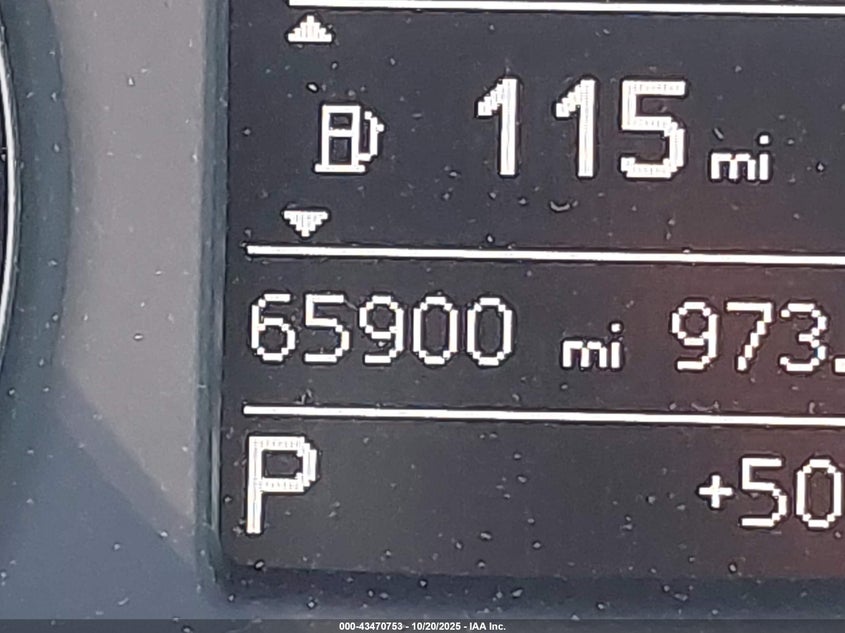 115 mi
65900 mi 973.
P +50
000-43470753 - 10/20/2025 - IAA Inc.